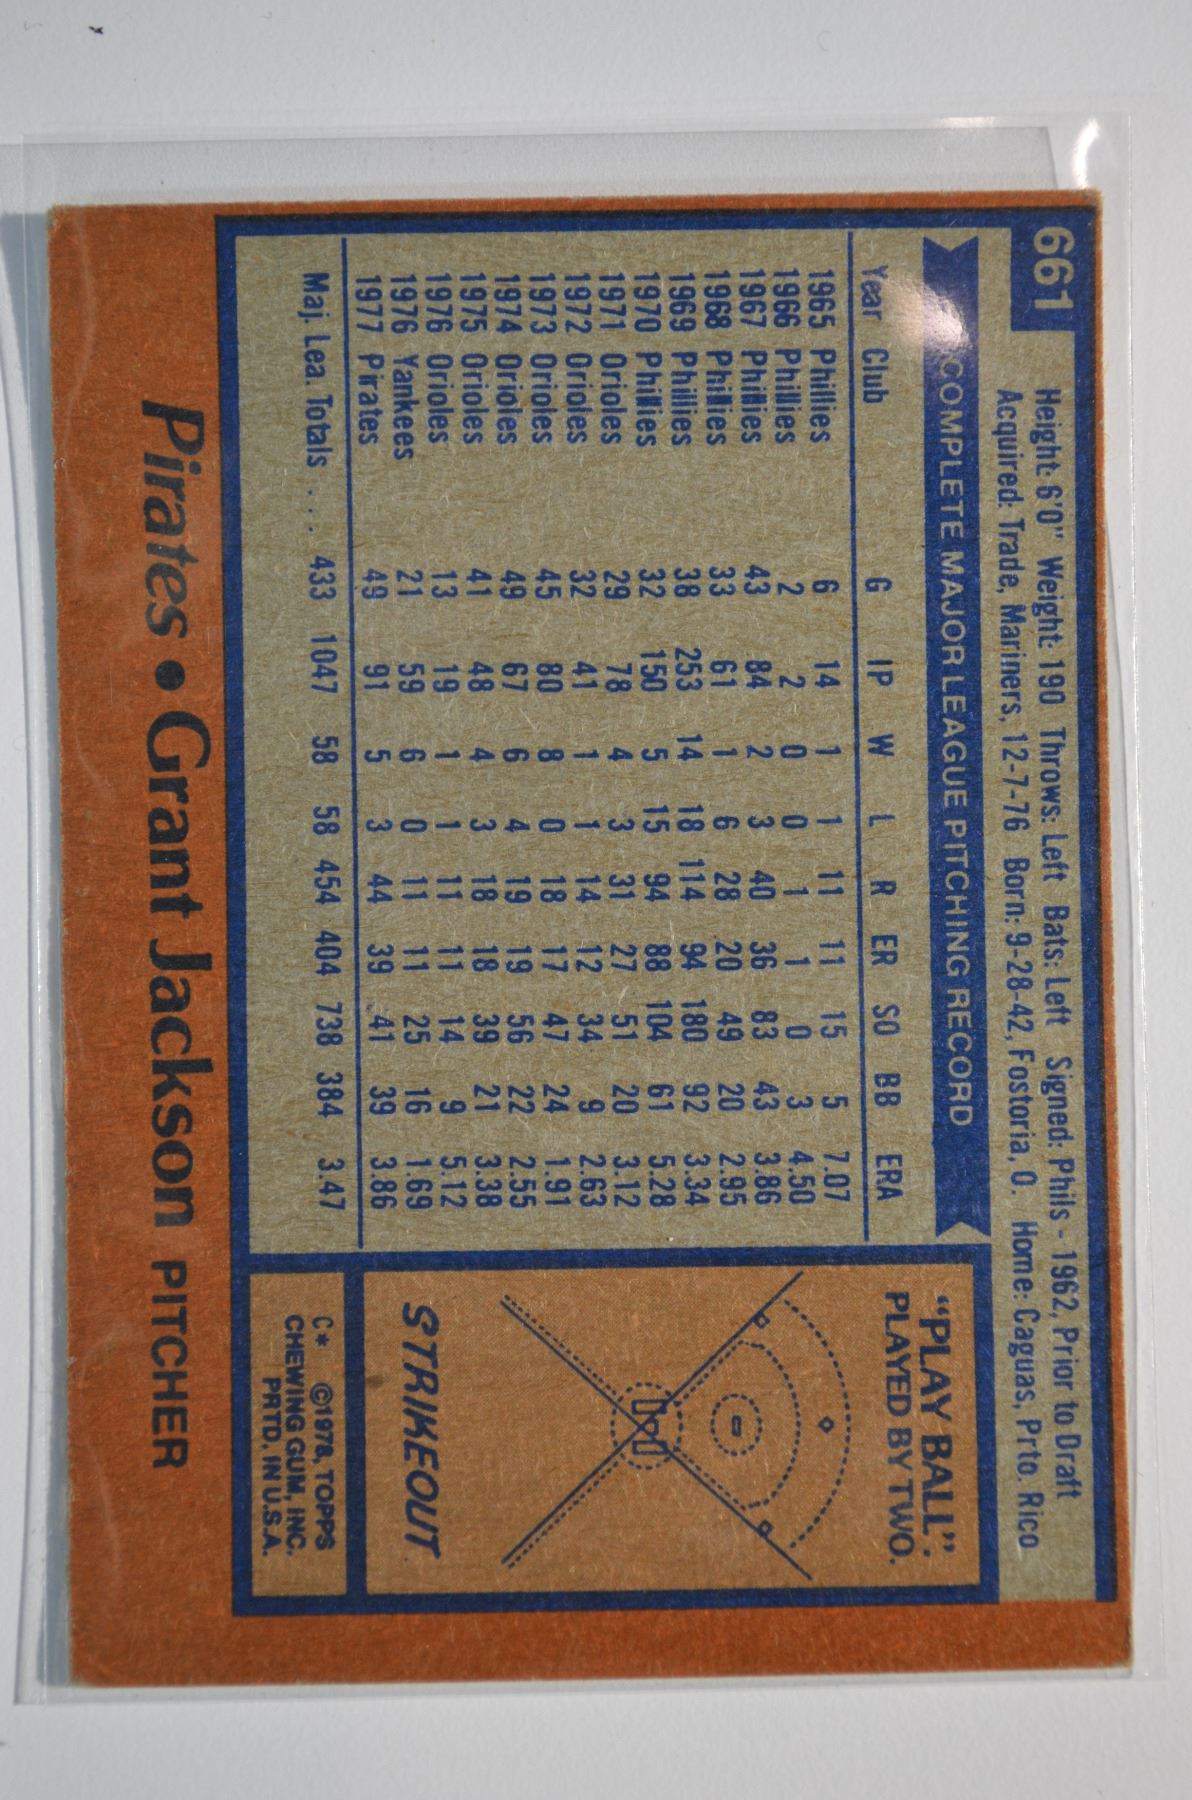 661
Height: 6'0" Weight: 190 Throws: Left Bats: Left Signed: Phils - 1962, Prior to Draft
Acquired: Trade, Mariners, 12-7-76 Born: 9-28-42, Fostoria, O. Home: Caguas, Prto. Rico
COMPLETE MAJOR LEAGUE PITCHING RECORD
Year Club G IP W L R ER SO BB ERA
1965 Phillies 6 14 1 1 11 11 15 5 7.07
1966 Phillies 2 2 0 0 1 1 0 3 4.50
1967 Phillies 43 84 2 3 40 36 83 43 3.86
1968 Phillies 33 61 1 6 28 20 49 20 2.95
1969 Phillies 38 253 14 18 114 94 180 92 3.34
1970 Phillies 32 150 5 15 94 88 104 61 5.28
1971 Orioles 29 78 4 3 31 27 51 20 3.12
1972 Orioles 32 41 1 1 14 12 34 9 2.63
1973 Orioles 45 80 8 0 18 17 47 24 1.91
1974 Orioles 49 67 6 4 19 19 56 22 2.55
1975 Orioles 41 48 4 3 18 18 39 21 3.38
1976 Orioles 13 19 1 1 11 11 14 9 5.12
1976 Yankees 21 59 6 0 11 11 25 16 1.69
1977 Pirates 49 91 5 3 44 39 41 39 3.86
Maj. Lea. Totals . . . 433 1047 58 58 454 404 738 384 3.47
"PLAY BALL":
PLAYED BY TWO.
STRIKEOUT
C* ©1978, TOPPS
CHEWING GUM, INC.
PRTD. IN U.S.A.
Pirates • Grant Jackson PITCHER